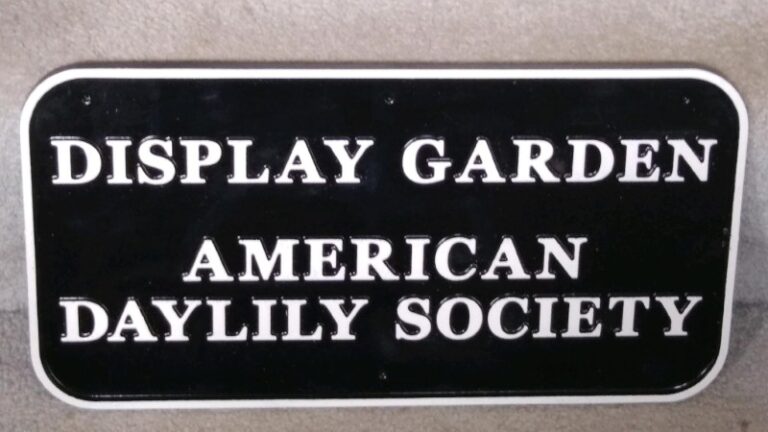 DISPLAY GARDEN
AMERICAN
DAYLILY SOCIETY